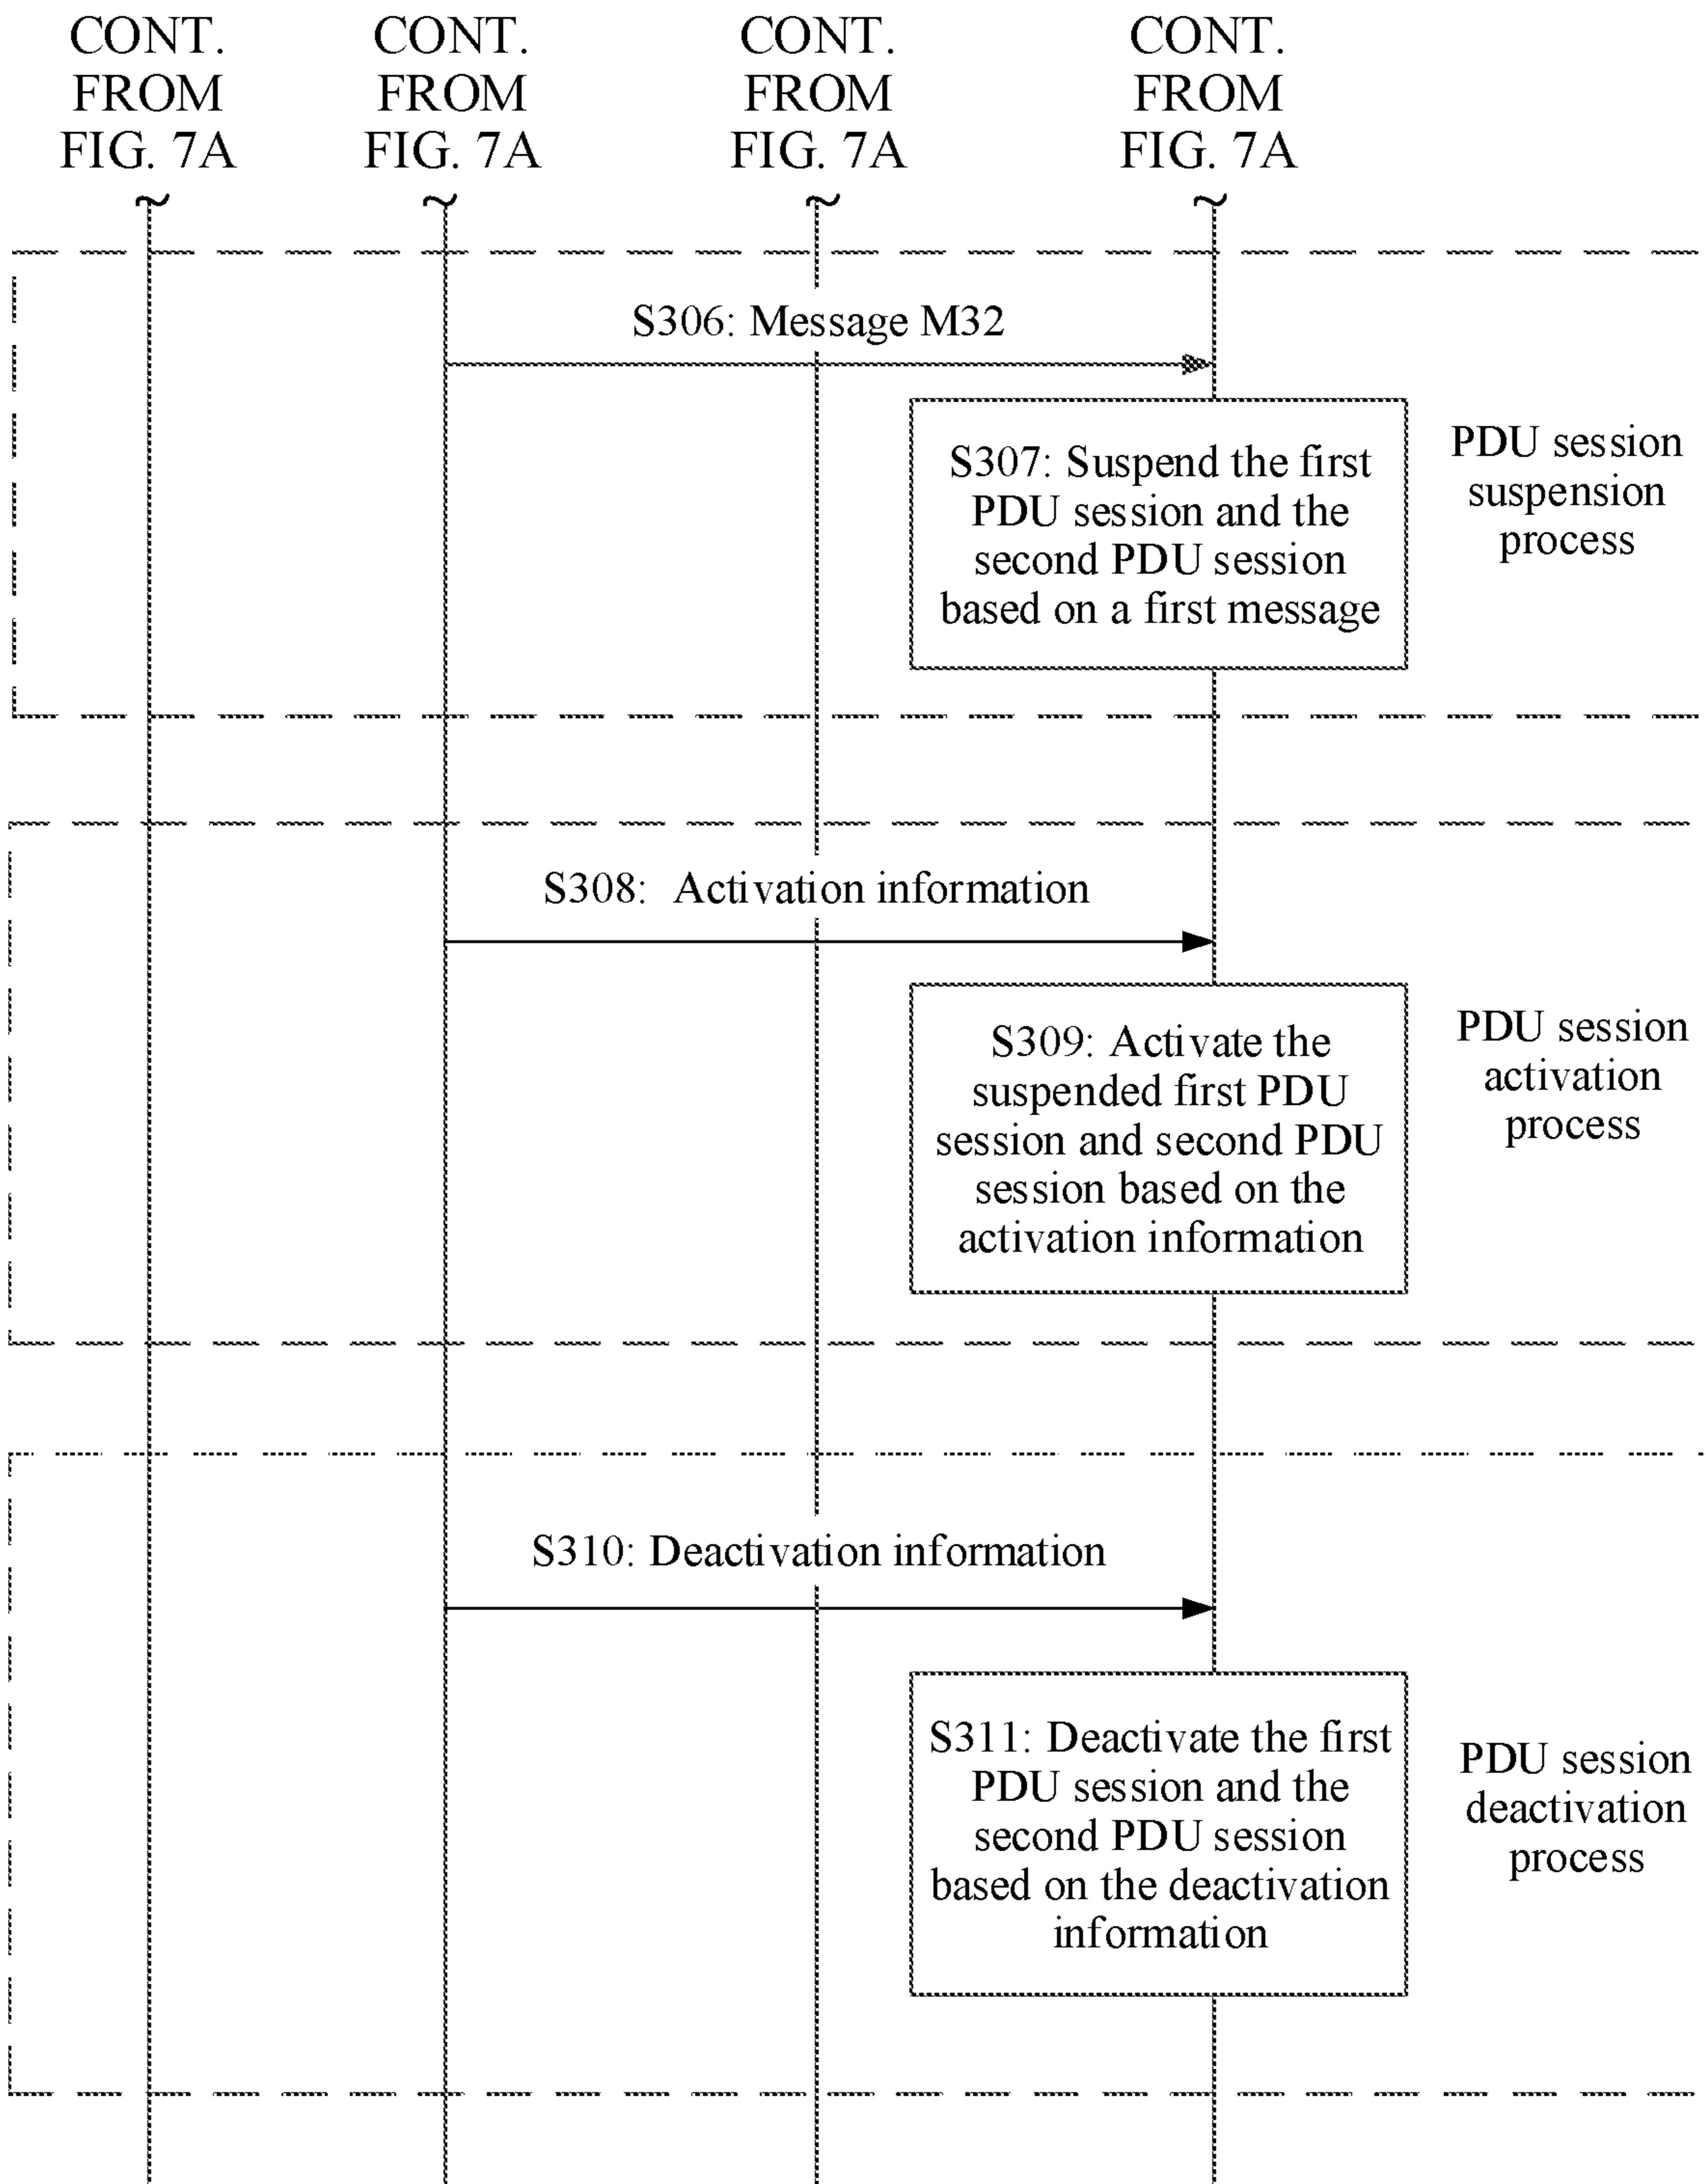 CONT.
FROM
FIG. 7A
CONT.
FROM
FIG. 7A
CONT.
FROM
FIG. 7A
CONT.
FROM
FIG. 7A
S306: Message M32
S307: Suspend the first
PDU session and the
second PDU session
based on a first message
PDU session
suspension
process
S308: Activation information
S309: Activate the
suspended first PDU
session and second PDU
session based on the
activation information
PDU session
activation
process
S310: Deactivation information
S311: Deactivate the first
PDU session and the
second PDU session
based on the deactivation
information
PDU session
deactivation
process